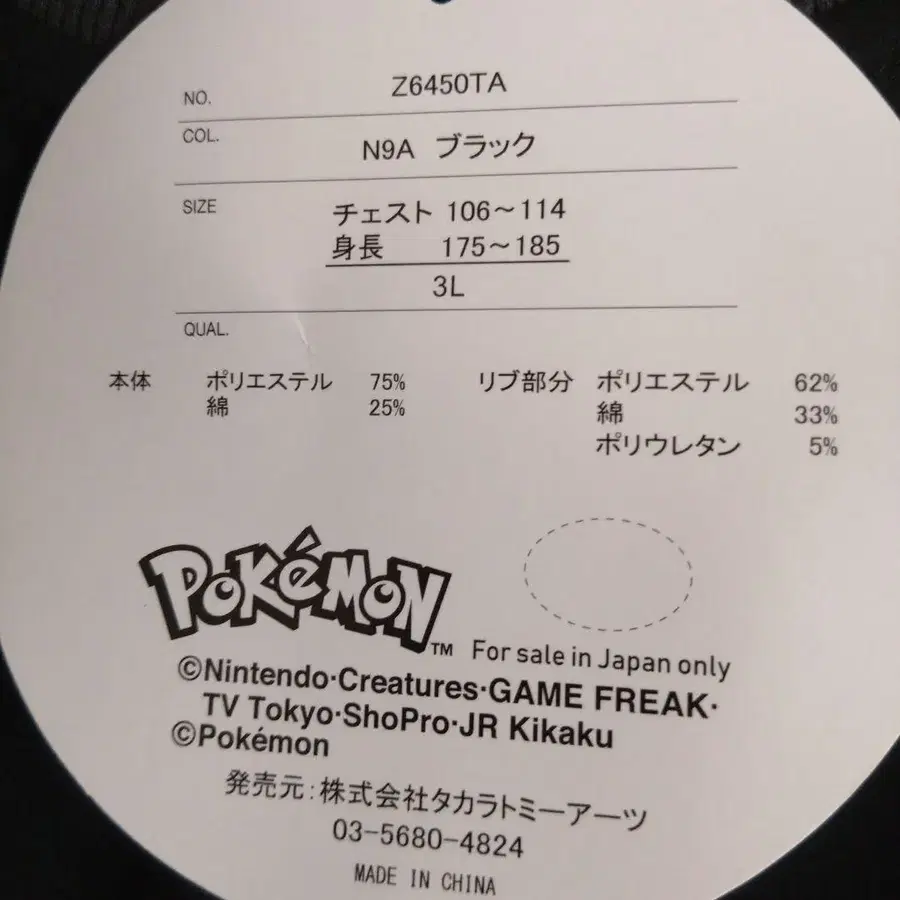 NO. Z6450TA
COL. N9A ブラック
SIZE チェスト 106～114
身長 175～185
3L
QUAL.
本体 ポリエステル 75% リブ部分 ポリエステル 62%
綿 25% 綿 33%
ポリウレタン 5%
POKéMON™ For sale in Japan only
©Nintendo·Creatures·GAME FREAK·
TV Tokyo·ShoPro·JR Kikaku
©Pokémon
発売元:株式会社タカラトミーアーツ
03-5680-4824
MADE IN CHINA